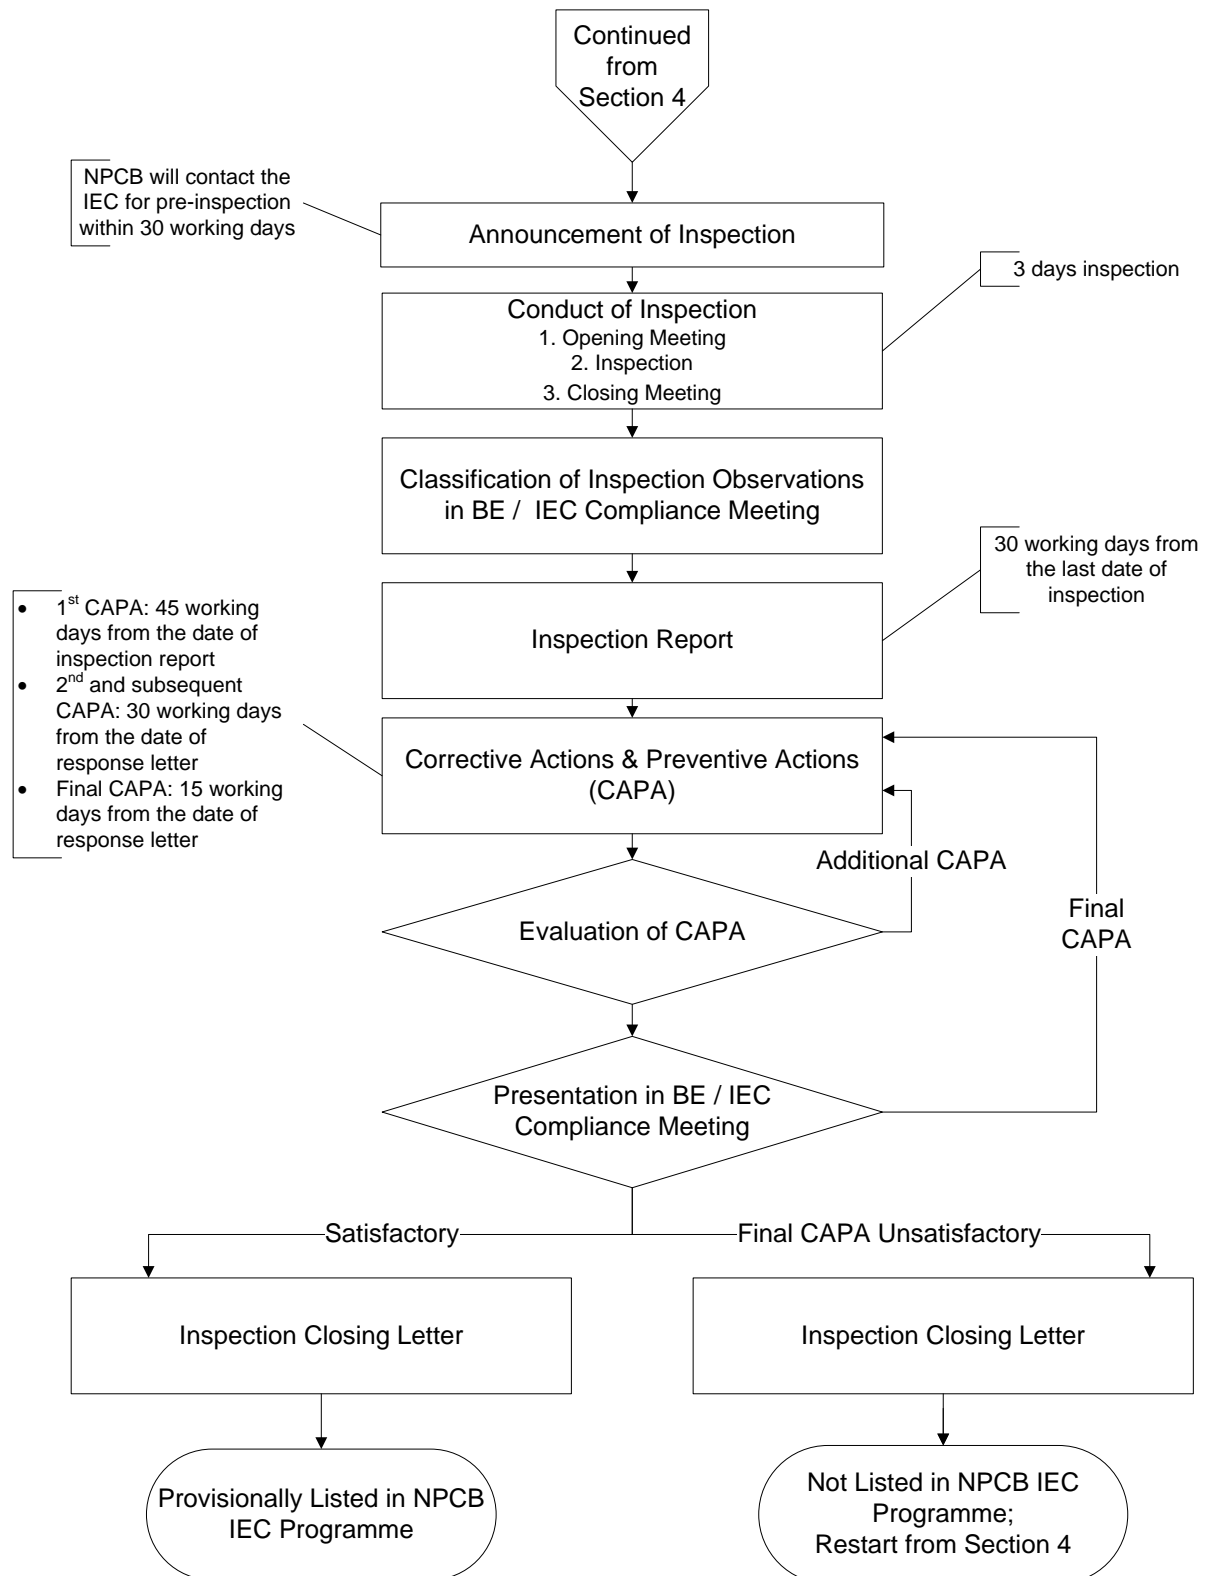 Continued
from
Section 4
NPCB will contact the
IEC for pre-inspection
within 30 working days
Announcement of Inspection
3 days inspection
Conduct of Inspection
1. Opening Meeting
2. Inspection
3. Closing Meeting
Classification of Inspection Observations
in BE / IEC Compliance Meeting
30 working days from
the last date of
inspection
Inspection Report
• 1st CAPA: 45 working
days from the date of
inspection report
• 2nd and subsequent
CAPA: 30 working days
from the date of
response letter
• Final CAPA: 15 working
days from the date of
response letter
Corrective Actions & Preventive Actions
(CAPA)
Additional CAPA
Final
CAPA
Evaluation of CAPA
Presentation in BE / IEC
Compliance Meeting
Satisfactory
Final CAPA Unsatisfactory
Inspection Closing Letter
Inspection Closing Letter
Provisionally Listed in NPCB
IEC Programme
Not Listed in NPCB IEC
Programme;
Restart from Section 4